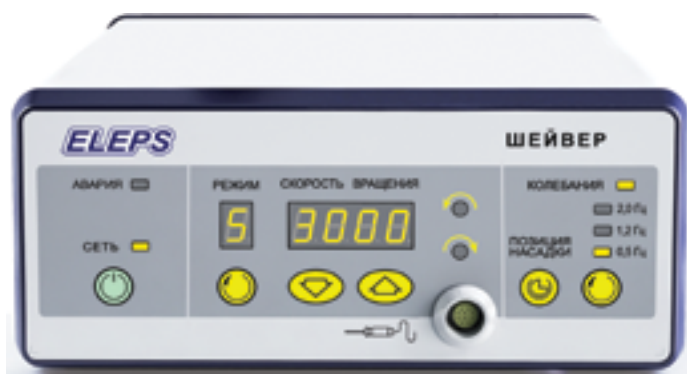 ELEPS
ШЕЙВЕР
АВАРИЯ
СЕТЬ
РЕЖИМ
СКОРОСТЬ ВРАЩЕНИЯ
5
3000
КОЛЕБАНИЯ
2,0 Гц
1,2 Гц
0,5 Гц
ПОЗИЦИЯ
НАСАДКИ